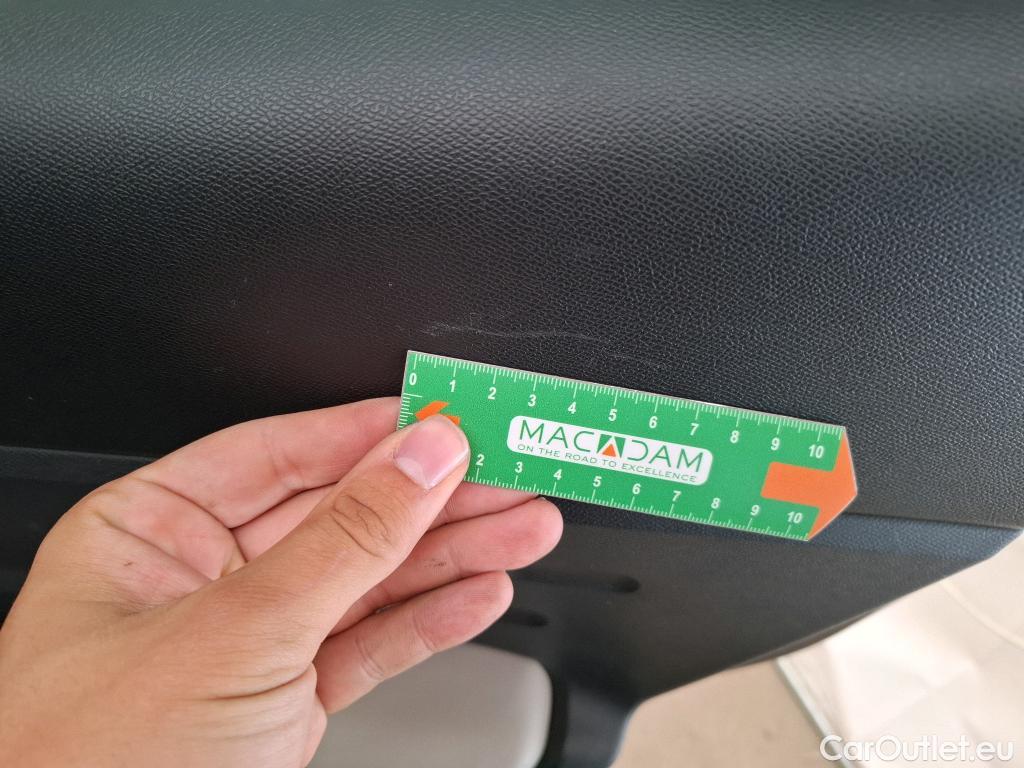 0 1 2 3 4 5 6 7 8 9 10
MACADAM
ON THE ROAD TO EXCELLENCE
2 3 4 5 6 7 8 9 10
CarOutlet.eu